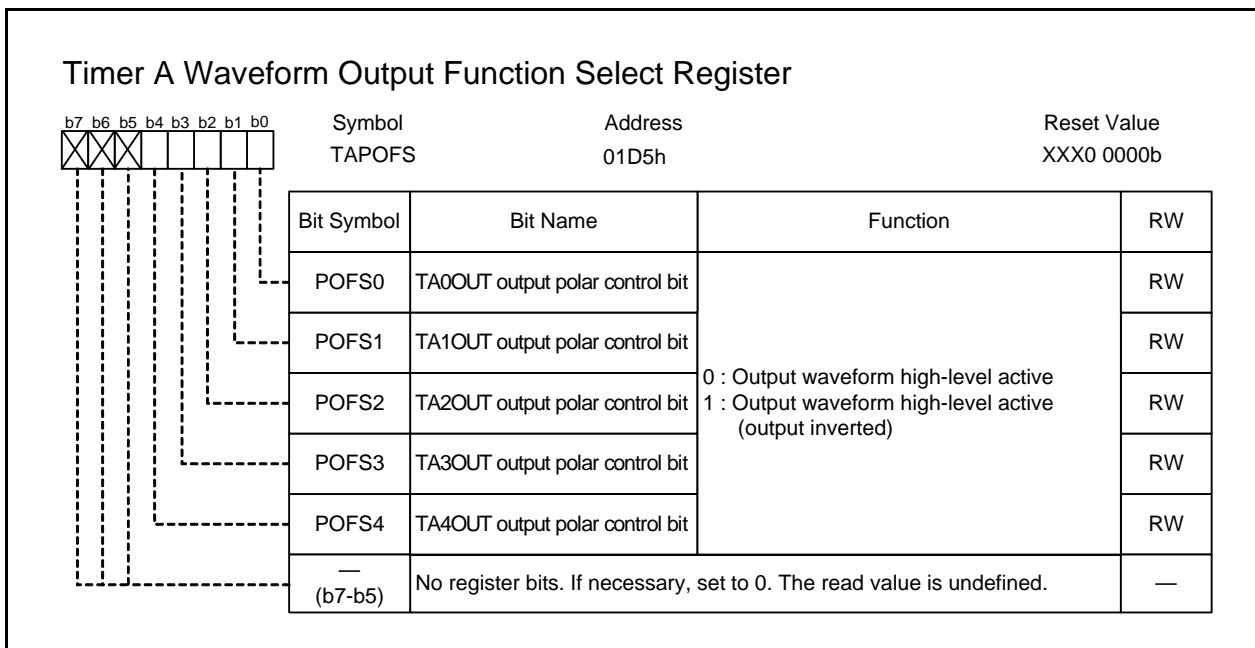 Timer A Waveform Output Function Select Register
b7 b6 b5 b4 b3 b2 b1 b0
Symbol Address Reset Value
TAPOFS 01D5h XXX0 0000b
Bit Symbol Bit Name Function RW
POFS0 TA0OUT output polar control bit RW
POFS1 TA1OUT output polar control bit RW
0 : Output waveform high-level active
POFS2 TA2OUT output polar control bit 1 : Output waveform high-level active RW
(output inverted)
POFS3 TA3OUT output polar control bit RW
POFS4 TA4OUT output polar control bit RW
—
(b7-b5) No register bits. If necessary, set to 0. The read value is undefined. —